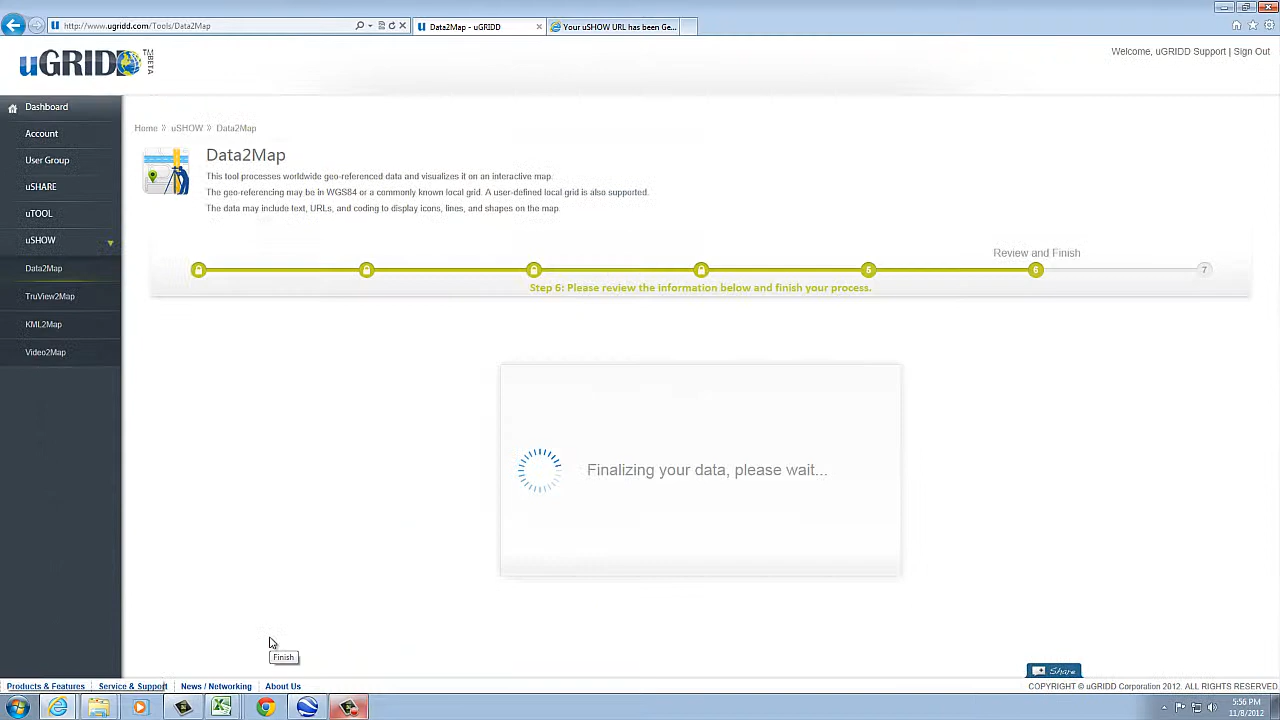 http://www.ugridd.com/Tools/Data2Map
Data2Map - uGRIDD
Your uSHOW URL has been Ge...
uGRIDD
TM
BETA
Welcome, uGRIDD Support | Sign Out
Dashboard
Account
User Group
uSHARE
uTOOL
uSHOW
Data2Map
TruView2Map
KML2Map
Video2Map
Home » uSHOW » Data2Map
Data2Map
This tool processes worldwide geo-referenced data and visualizes it on an interactive map.
The geo-referencing may be in WGS84 or a commonly known local grid. A user-defined local grid is also supported.
The data may include text, URLs, and coding to display icons, lines, and shapes on the map.
Review and Finish
5 6 7
Step 6: Please review the information below and finish your process.
Finalizing your data, please wait...
Finish
Share
Products & Features
Service & Support
News / Networking
About Us
COPYRIGHT © uGRIDD Corporation 2012. ALL RIGHTS RESERVED
5:56 PM
11/8/2012